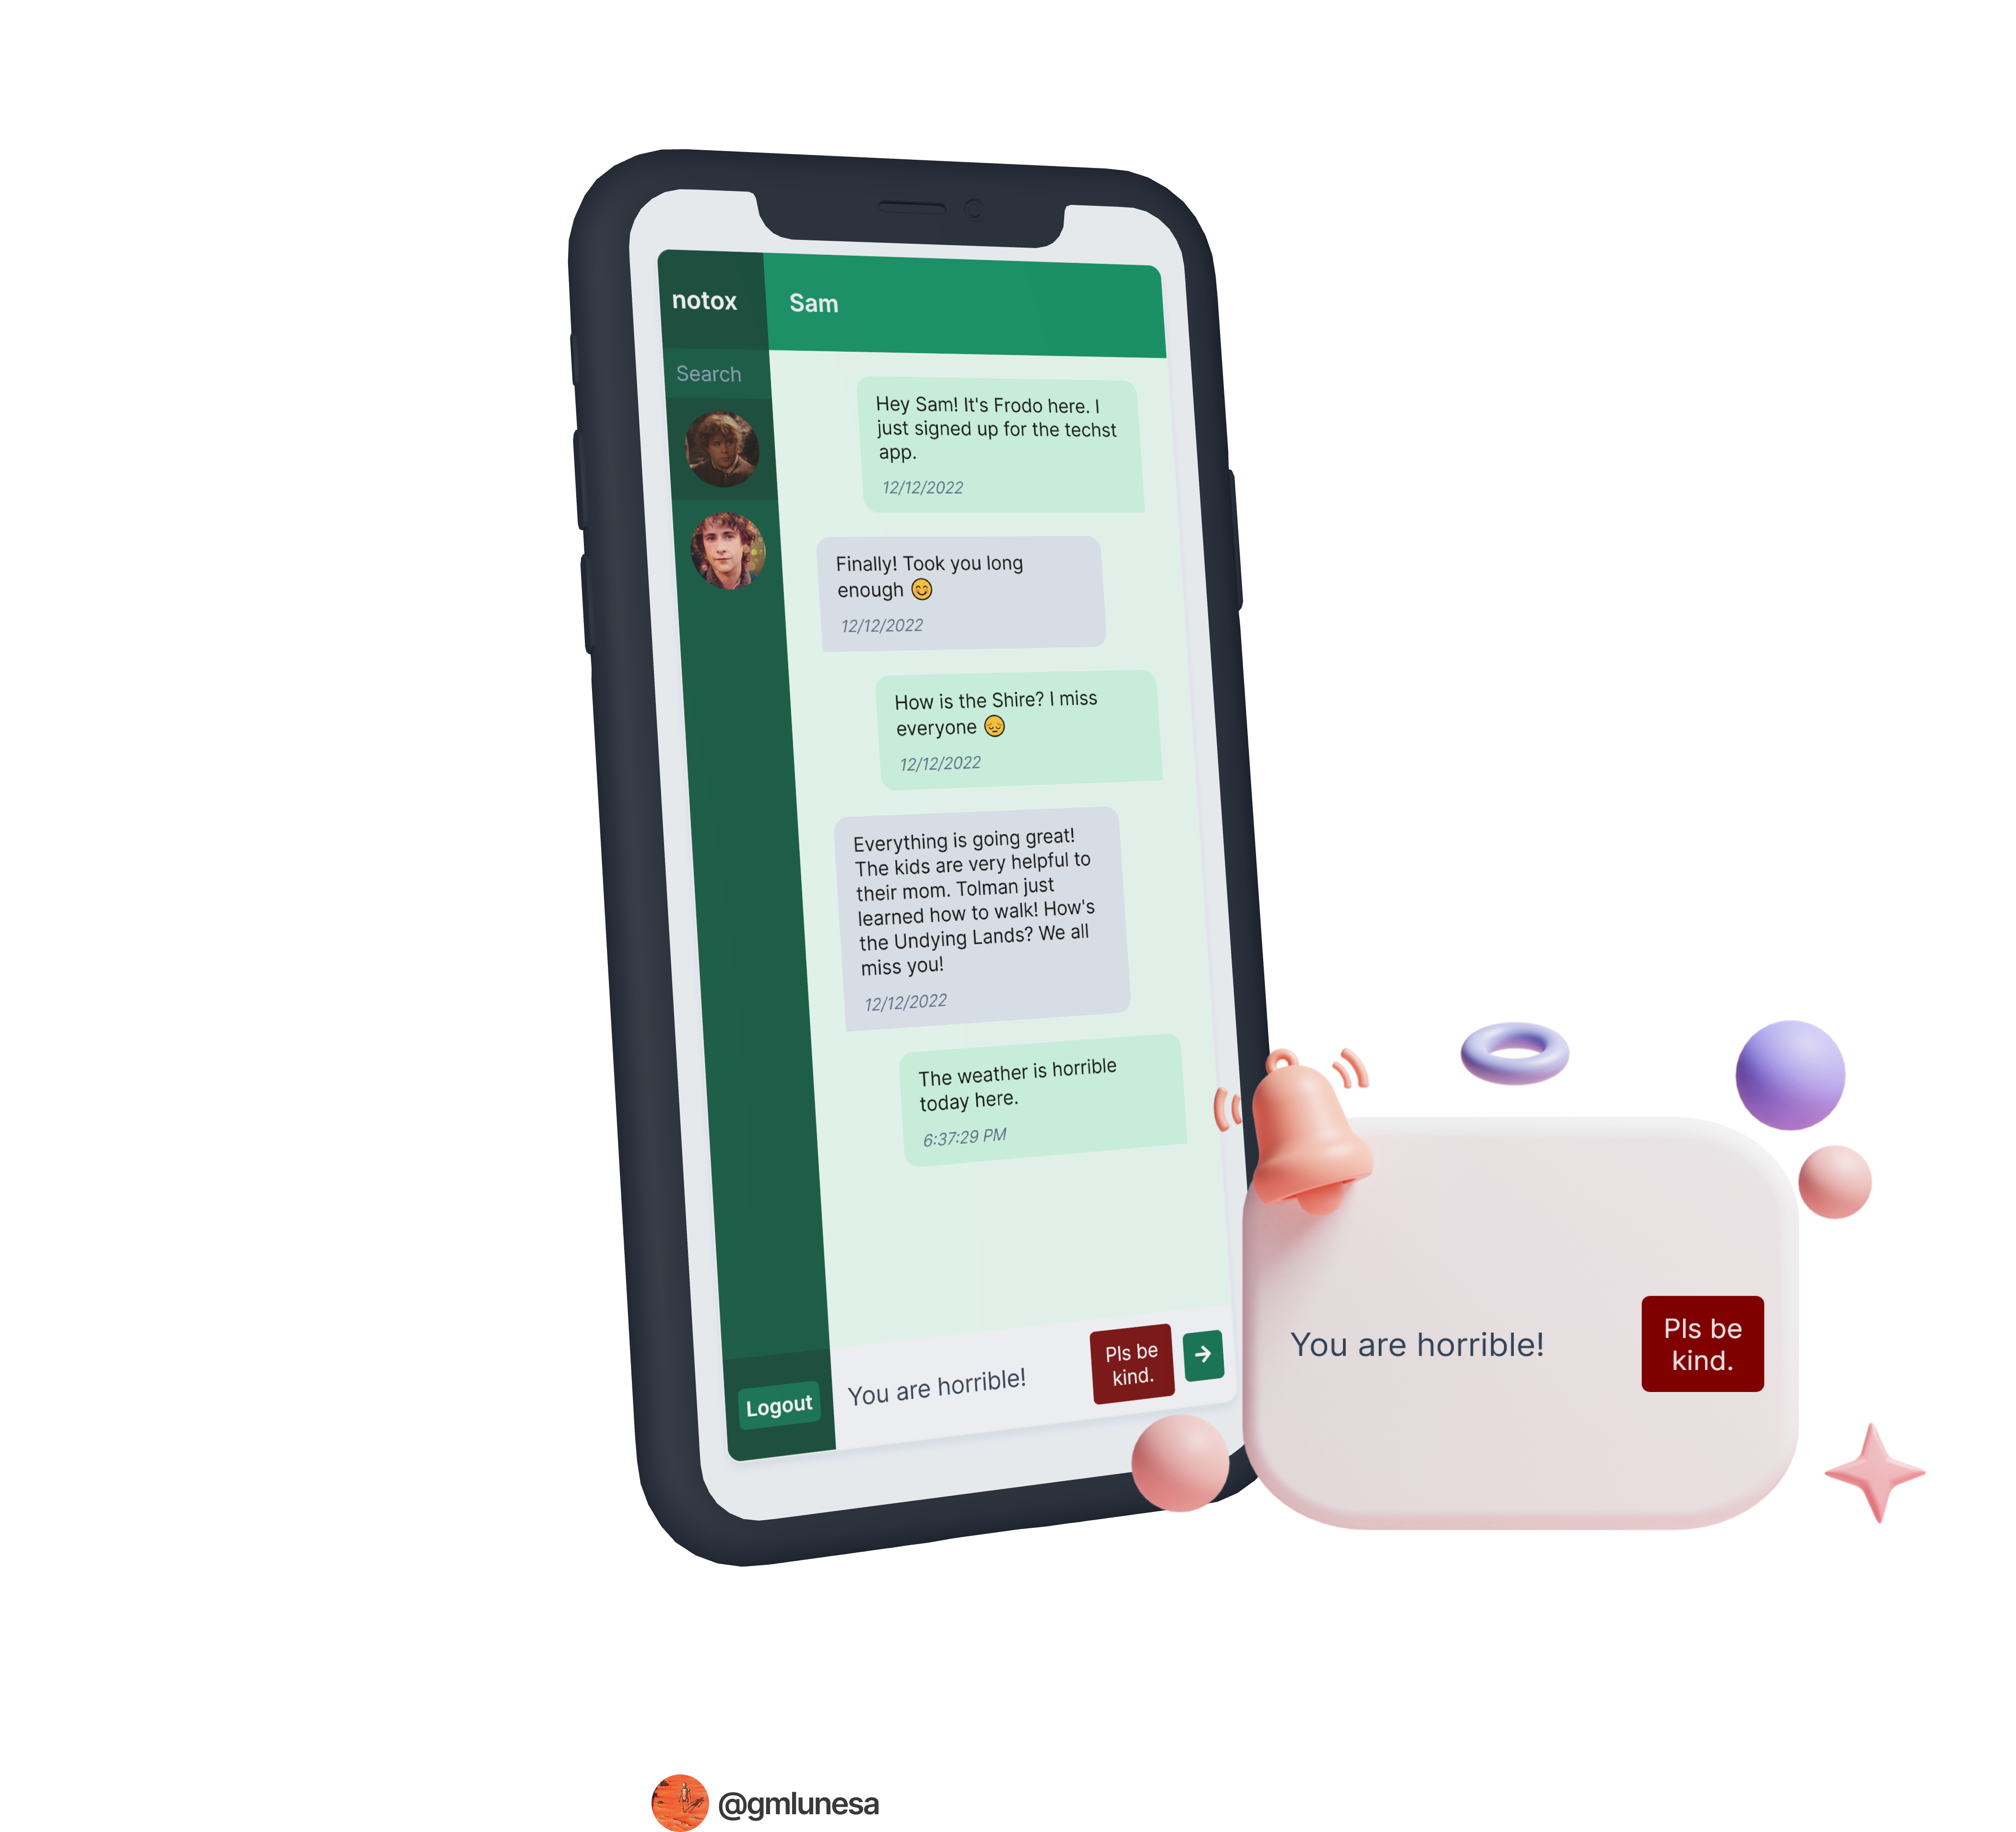 notox
Sam
Search
Hey Sam! It's Frodo here. I
just signed up for the techst
app.
12/12/2022
Finally! Took you long
enough 😊
12/12/2022
How is the Shire? I miss
everyone 😔
12/12/2022
Everything is going great!
The kids are very helpful to
their mom. Tolman just
learned how to walk! How's
the Undying Lands? We all
miss you!
12/12/2022
The weather is horrible
today here.
6:37:29 PM
Logout
You are horrible!
Pls be
kind.
You are horrible!
Pls be
kind.
@gmlunesa